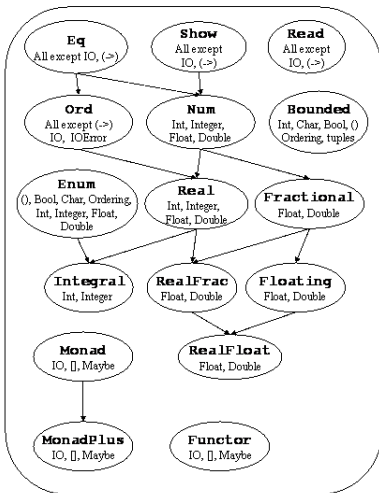 Eq
All except IO, (->)
Show
All except
IO, (->)
Read
All except
IO, (->)
Ord
All except (->)
IO, IOError
Num
Int, Integer,
Float, Double
Bounded
Int, Char, Bool, ()
Ordering, tuples
Enum
(), Bool, Char, Ordering,
Int, Integer, Float,
Double
Real
Int, Integer,
Float, Double
Fractional
Float, Double
Integral
Int, Integer
RealFrac
Float, Double
Floating
Float, Double
Monad
IO, [], Maybe
RealFloat
Float, Double
MonadPlus
IO, [], Maybe
Functor
IO, [], Maybe